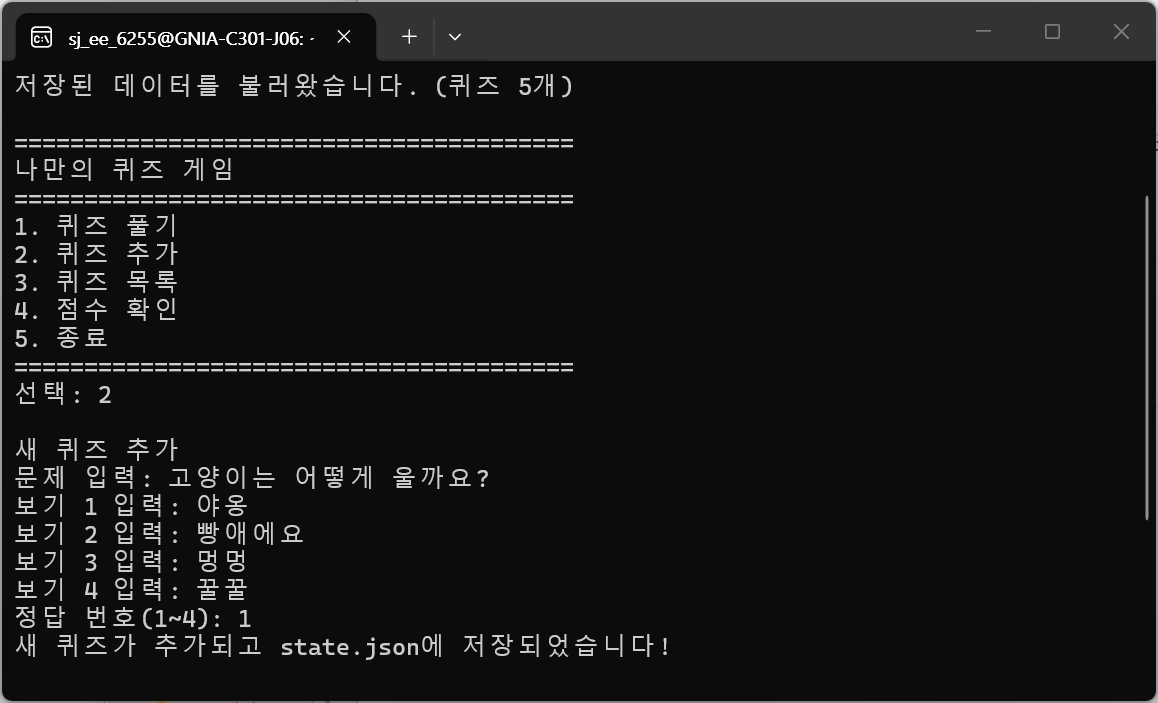 sj_ee_6255@GNIA-C301-J06: -
저장된 데이터를 불러왔습니다. (퀴즈 5개)
========================================
나만의 퀴즈 게임
========================================
1. 퀴즈 풀기
2. 퀴즈 추가
3. 퀴즈 목록
4. 점수 확인
5. 종료
========================================
선택: 2
새 퀴즈 추가
문제 입력: 고양이는 어떻게 울까요?
보기 1 입력: 야옹
보기 2 입력: 빵애에요
보기 3 입력: 멍멍
보기 4 입력: 꿀꿀
정답 번호(1~4): 1
새 퀴즈가 추가되고 state.json에 저장되었습니다!